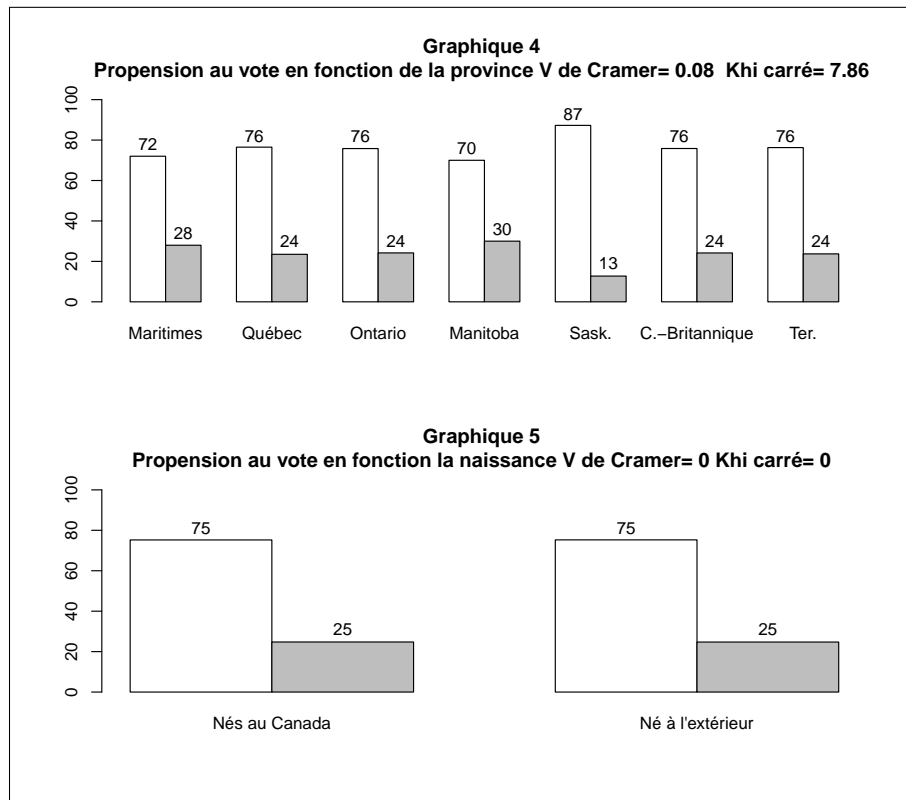 Graphique 4
Propension au vote en fonction de la province V de Cramer= 0.08  Khi carré= 7.86
100
80
60
40
20
0
72
28
76
24
76
24
70
30
87
13
76
24
76
24
Maritimes
Québec
Ontario
Manitoba
Sask.
C.−Britannique
Ter.
Graphique 5
Propension au vote en fonction la naissance V de Cramer= 0 Khi carré= 0
100
80
60
40
20
0
75
25
75
25
Nés au Canada
Né à l'extérieur